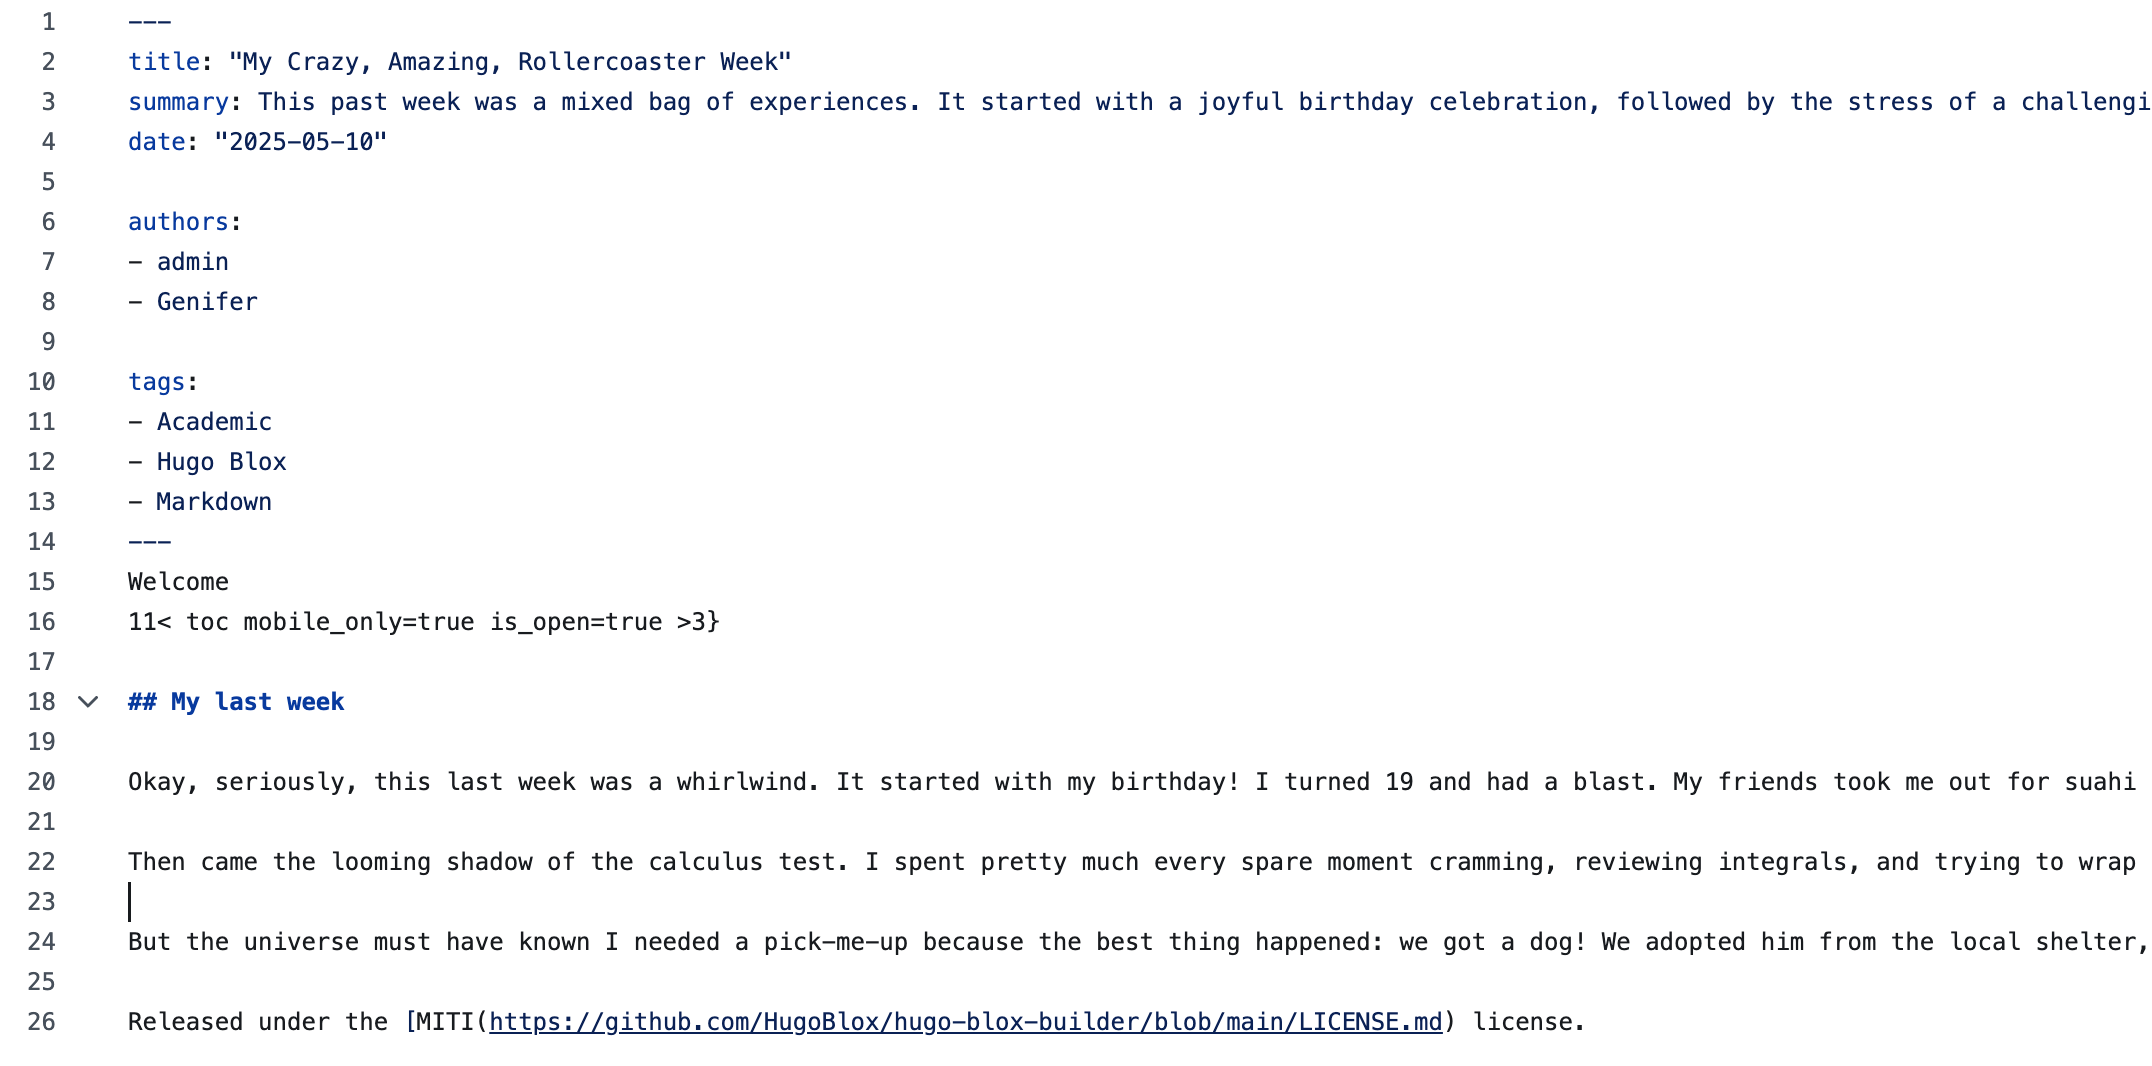 1 ---
2 title: "My Crazy, Amazing, Rollercoaster Week"
3 summary: This past week was a mixed bag of experiences. It started with a joyful birthday celebration, followed by the stress of a challengi
4 date: "2025-05-10"
5
6 authors:
7 - admin
8 - Genifer
9
10 tags:
11 - Academic
12 - Hugo Blox
13 - Markdown
14 ---
15 Welcome
16 11< toc mobile_only=true is_open=true >3}
17
18 ## My last week
19
20 Okay, seriously, this last week was a whirlwind. It started with my birthday! I turned 19 and had a blast. My friends took me out for suahi
21
22 Then came the looming shadow of the calculus test. I spent pretty much every spare moment cramming, reviewing integrals, and trying to wrap
23
24 But the universe must have known I needed a pick-me-up because the best thing happened: we got a dog! We adopted him from the local shelter,
25
26 Released under the [MITI(https://github.com/HugoBlox/hugo-blox-builder/blob/main/LICENSE.md) license.